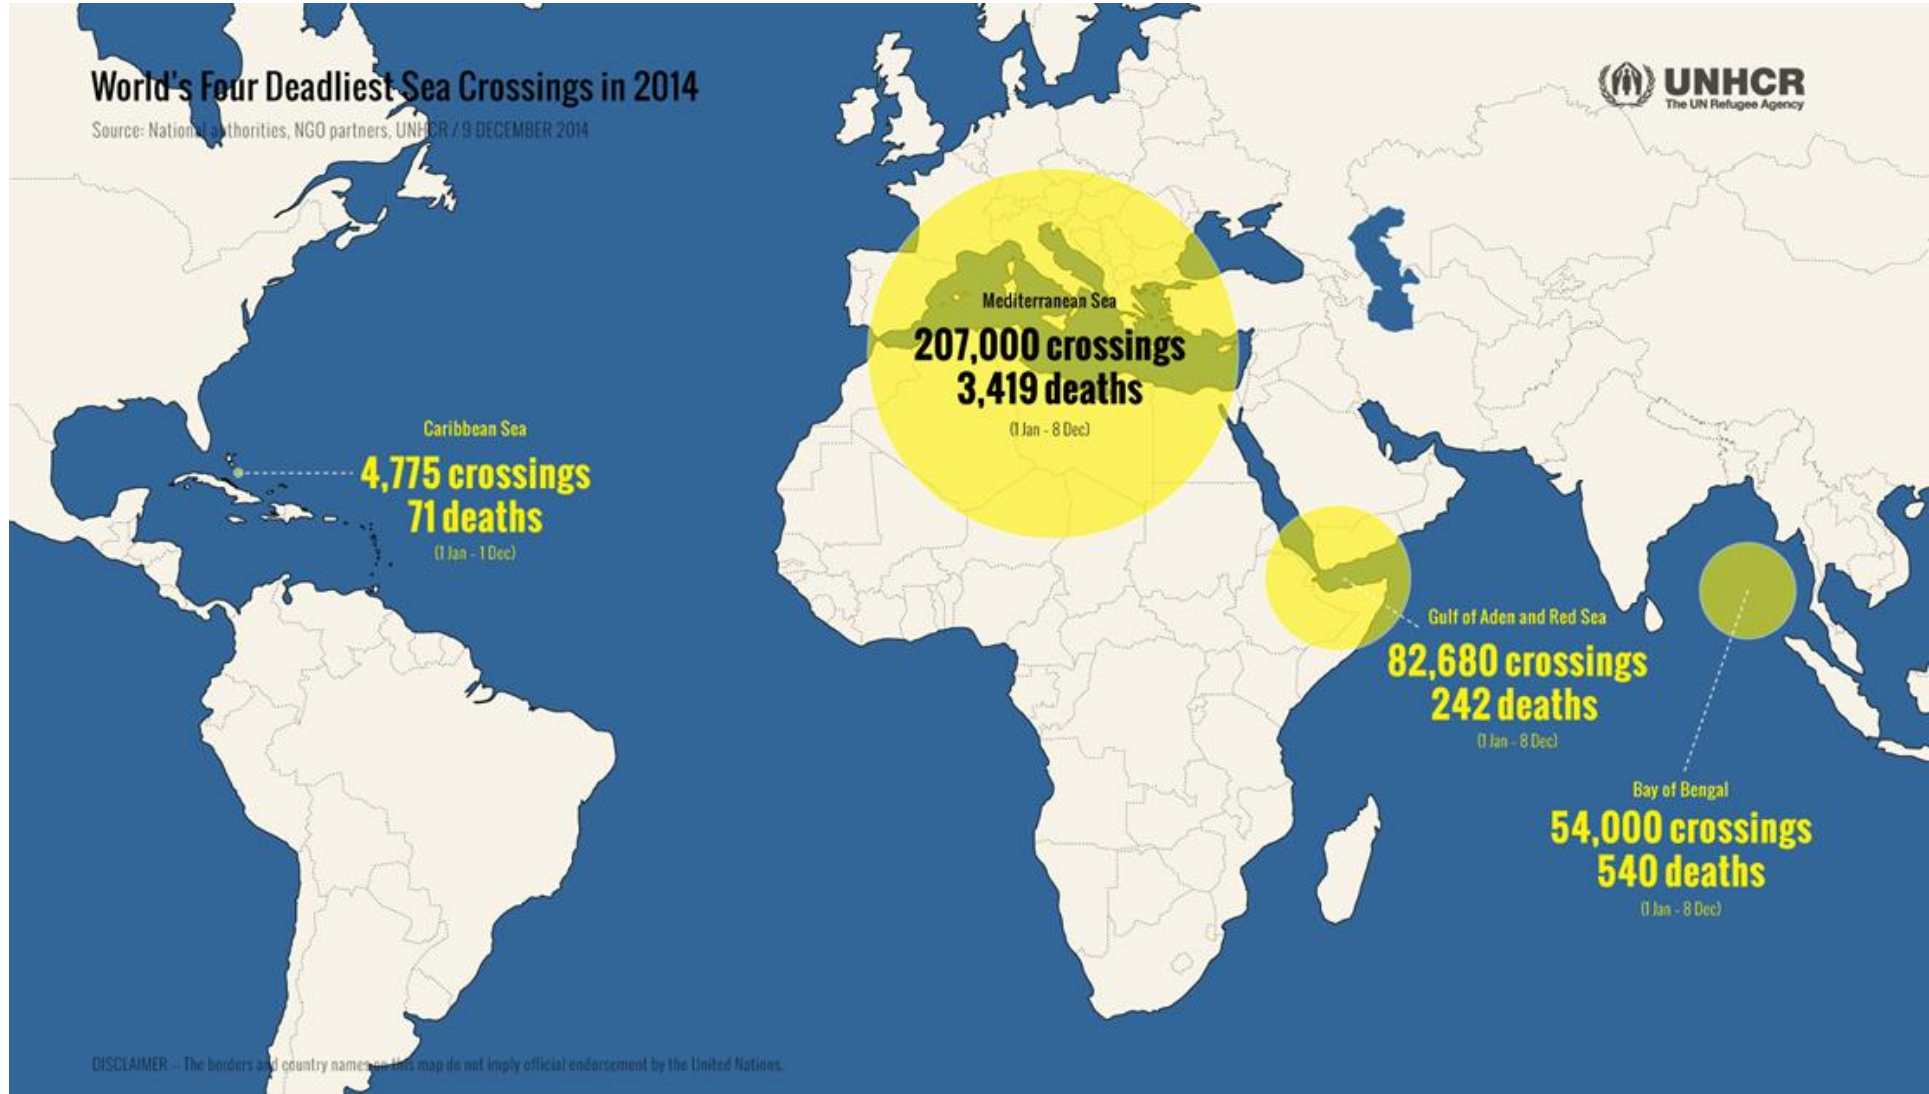 World's Four Deadliest Sea Crossings in 2014
Source: National authorities, NGO partners, UNHCR / 9 DECEMBER 2014
UNHCR
The UN Refugee Agency
Mediterranean Sea
207,000 crossings
3,419 deaths
(1 Jan - 8 Dec)
Caribbean Sea
4,775 crossings
71 deaths
(1 Jan - 1 Dec)
Gulf of Aden and Red Sea
82,680 crossings
242 deaths
(1 Jan - 8 Dec)
Bay of Bengal
54,000 crossings
540 deaths
(1 Jan - 8 Dec)
DISCLAIMER – The borders and country names on this map do not imply official endorsement by the United Nations.